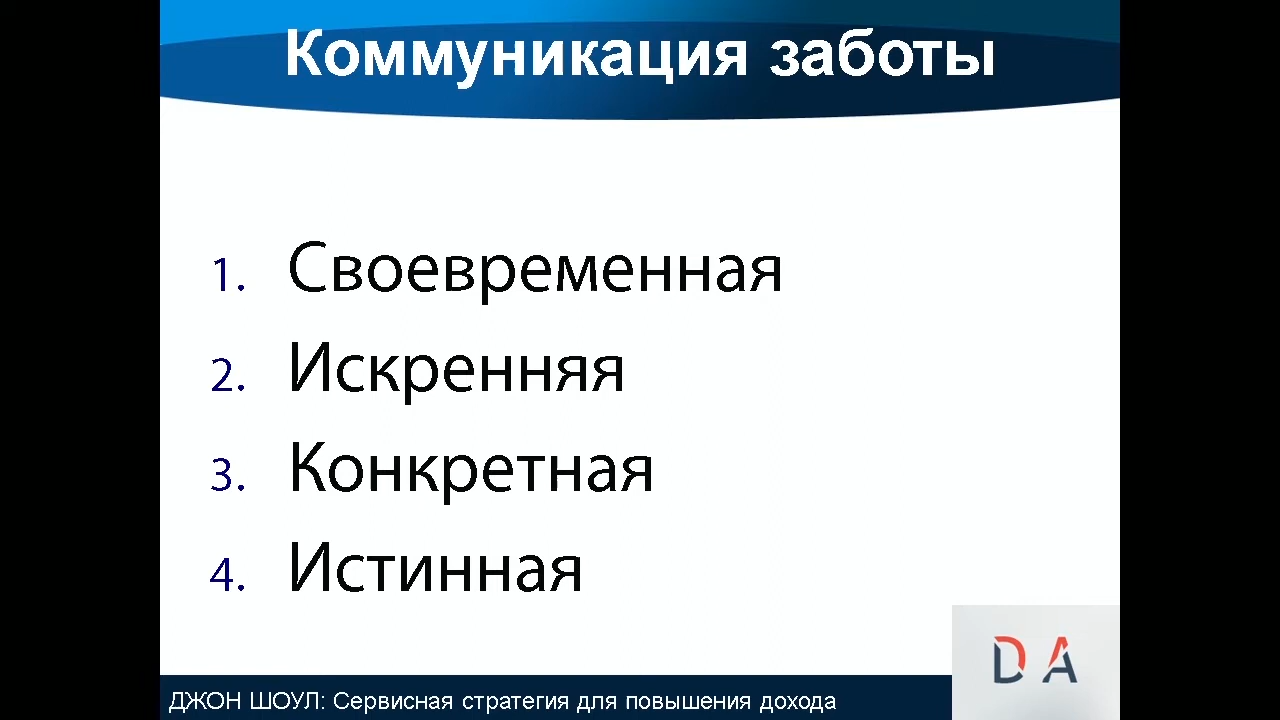 Коммуникация заботы
1. Своевременная
2. Искренняя
3. Конкретная
4. Истинная
DA
ДЖОН ШОУЛ: Сервисная стратегия для повышения дохода